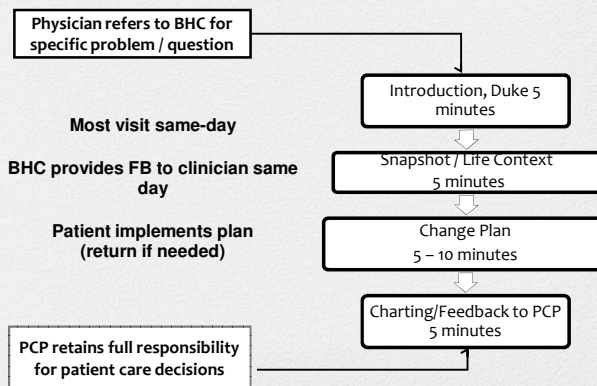 Physician refers to BHC for
specific problem / question
Introduction, Duke 5
minutes
Most visit same-day
Snapshot / Life Context
5 minutes
BHC provides FB to clinician same
day
Patient implements plan
(return if needed)
Change Plan
5 – 10 minutes
Charting/Feedback to PCP
5 minutes
PCP retains full responsibility
for patient care decisions